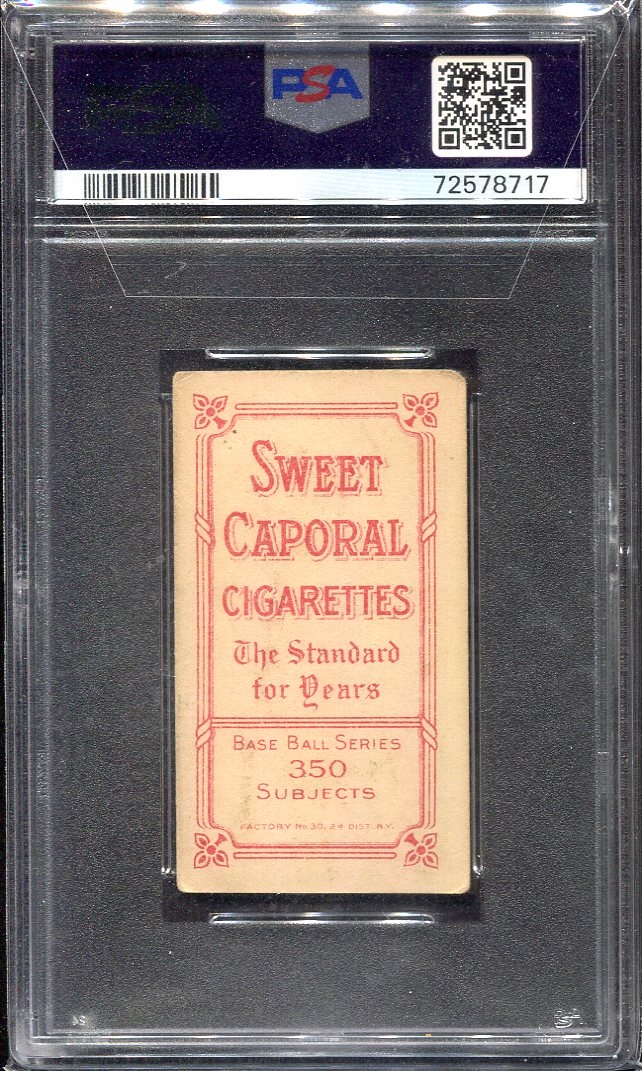 PSA
72578717
SWEET
CAPORAL
CIGARETTES
The Standard
for Years
BASE BALL SERIES
350
SUBJECTS
FACTORY No 30, 2d DIST. N.Y.
PSA